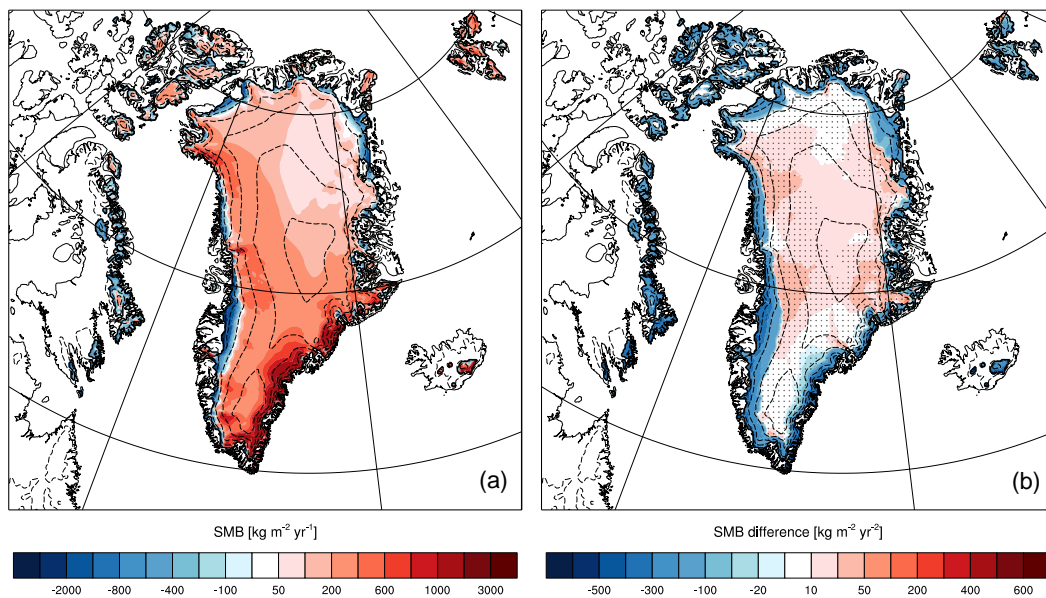 (a)
(b)
SMB [kg m⁻² yr⁻¹]
-2000 -800 -400 -100 50 200 600 1000 3000
SMB difference [kg m⁻² yr⁻²]
-500 -300 -100 -20 10 50 200 400 600